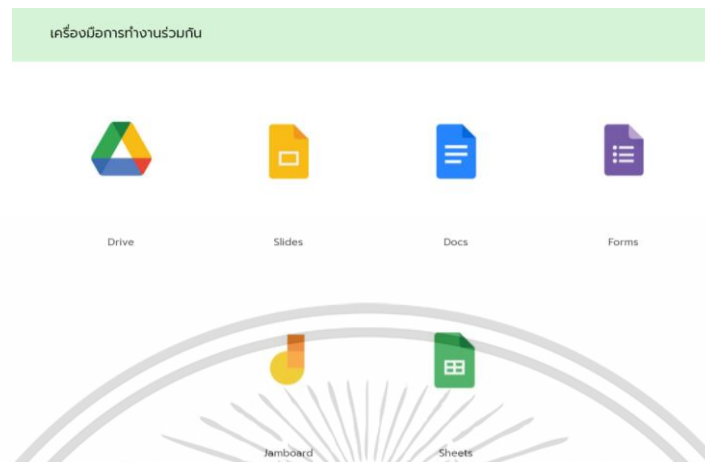 เครื่องมือการทำงานร่วมกัน
Drive
Slides
Docs
Forms
Jamboard
Sheets